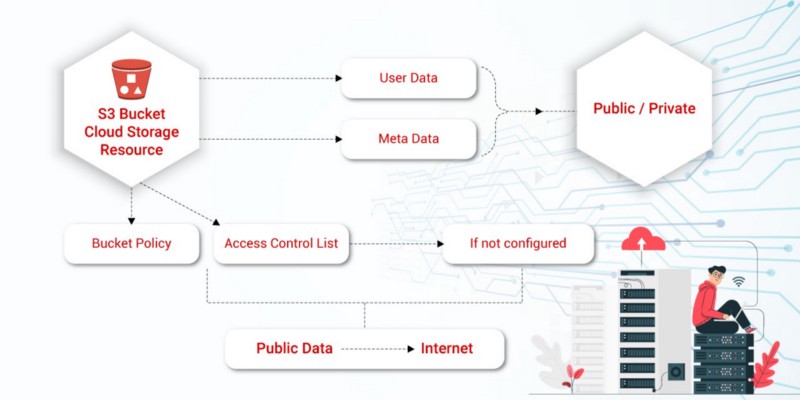 S3 Bucket
Cloud Storage
Resource
User Data
Meta Data
Public / Private
Bucket Policy
Access Control List
If not configured
Public Data
Internet